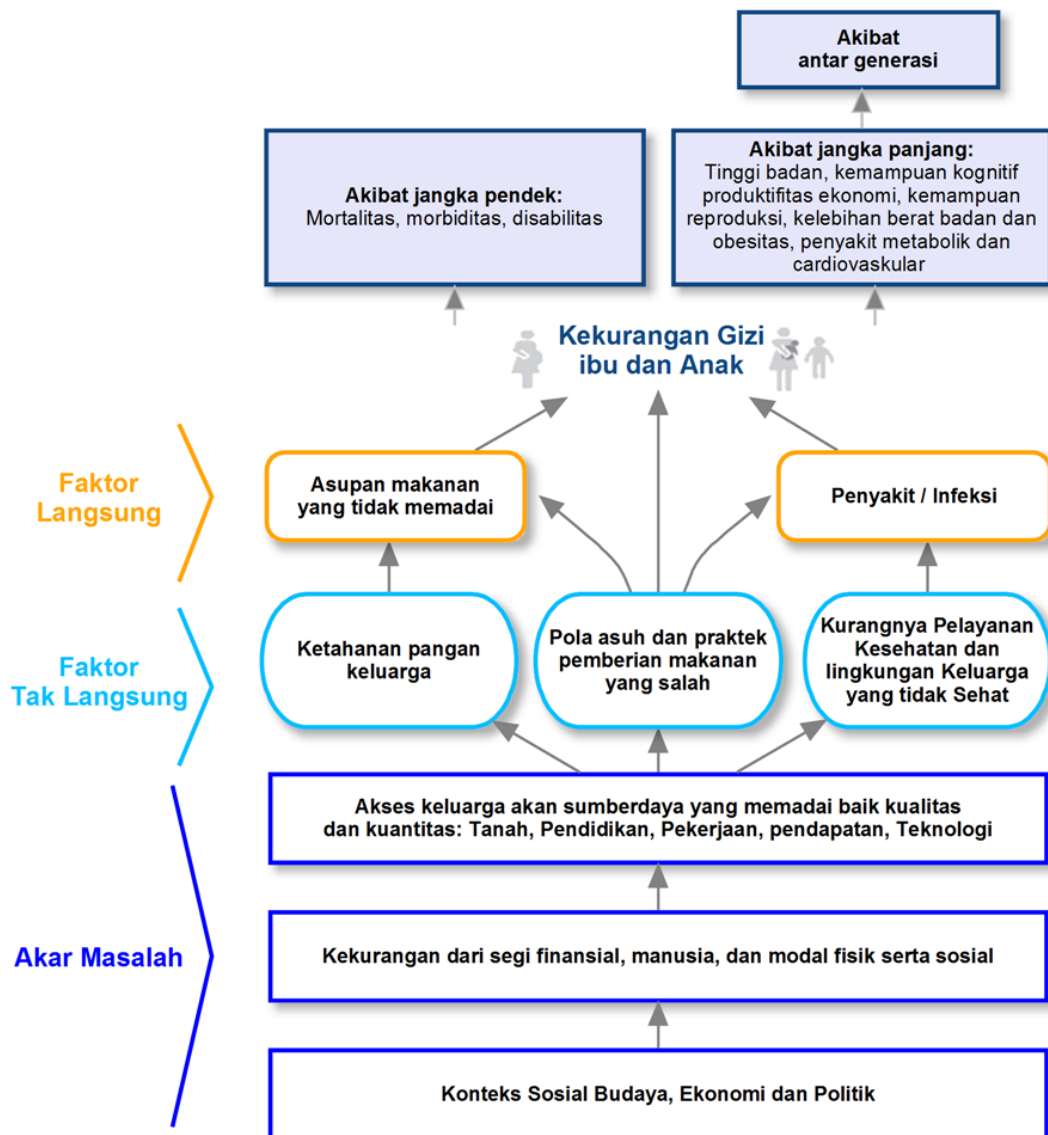 Akibat
antar generasi
Akibat jangka pendek:
Mortalitas, morbiditas, disabilitas
Akibat jangka panjang:
Tinggi badan, kemampuan kognitif
produktifitas ekonomi, kemampuan
reproduksi, kelebihan berat badan dan
obesitas, penyakit metabolik dan
cardiovaskular
Kekurangan Gizi
ibu dan Anak
Faktor
Langsung
Asupan makanan
yang tidak memadai
Penyakit / Infeksi
Faktor
Tak Langsung
Ketahanan pangan
keluarga
Pola asuh dan praktek
pemberian makanan
yang salah
Kurangnya Pelayanan
Kesehatan dan
lingkungan Keluarga
yang tidak Sehat
Akar Masalah
Akses keluarga akan sumberdaya yang memadai baik kualitas
dan kuantitas: Tanah, Pendidikan, Pekerjaan, pendapatan, Teknologi
Kekurangan dari segi finansial, manusia, dan modal fisik serta sosial
Konteks Sosial Budaya, Ekonomi dan Politik